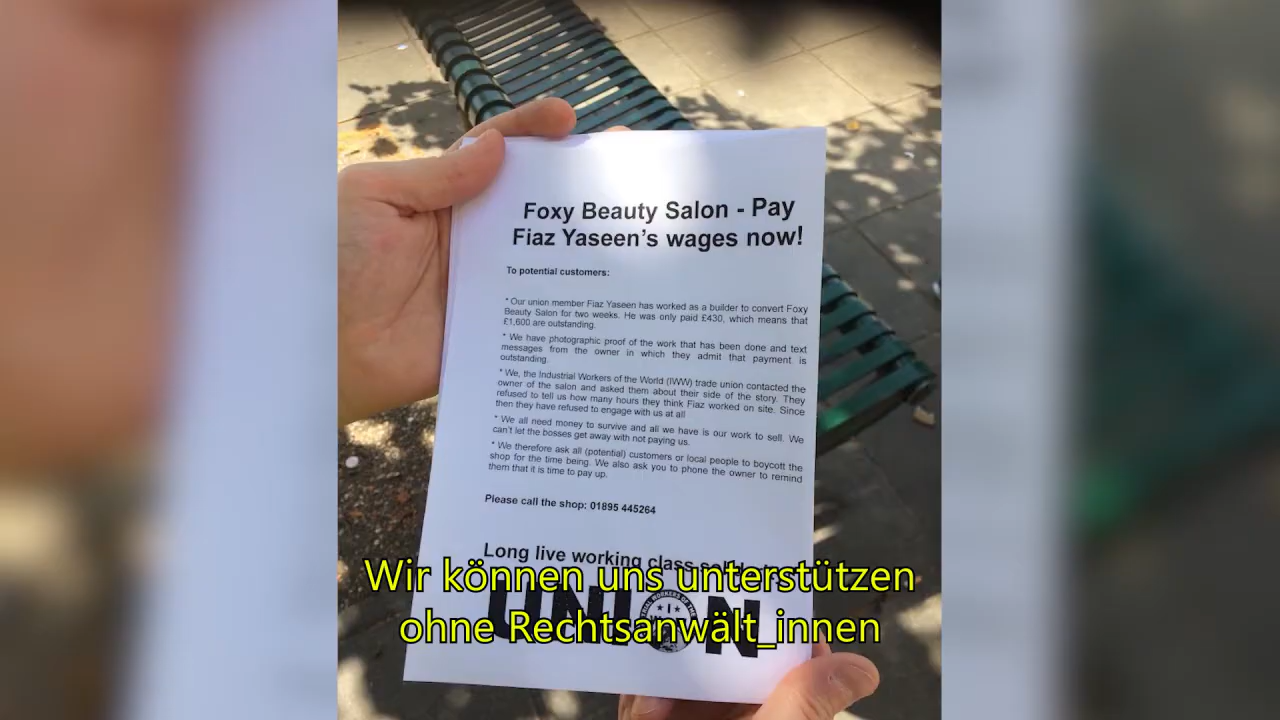 Foxy Beauty Salon - Pay
Fiaz Yaseen's wages now!
To potential customers:
* Our union member Fiaz Yaseen has worked as a builder to convert Foxy
Beauty Salon for two weeks. He was only paid £430, which means that
£1,600 are outstanding.
* We have photographic proof of the work that has been done and text
messages from the owner in which they admit that payment is
outstanding.
* We, the Industrial Workers of the World (IWW) trade union contacted the
owner of the salon and asked them about their side of the story. They
refused to tell us how many hours they think Fiaz worked on site. Since
then they have refused to engage with us at all
* We all need money to survive and all we have is our work to sell. We
can't let the bosses get away with not paying us.
* We therefore ask all (potential) customers or local people to boycott the
shop for the time being. We also ask you to phone the owner to remind
them that it is time to pay up.
Please call the shop: 01895 445264
Long live working class
UNION
Wir können uns unterstützen
ohne Rechtsanwält_innen